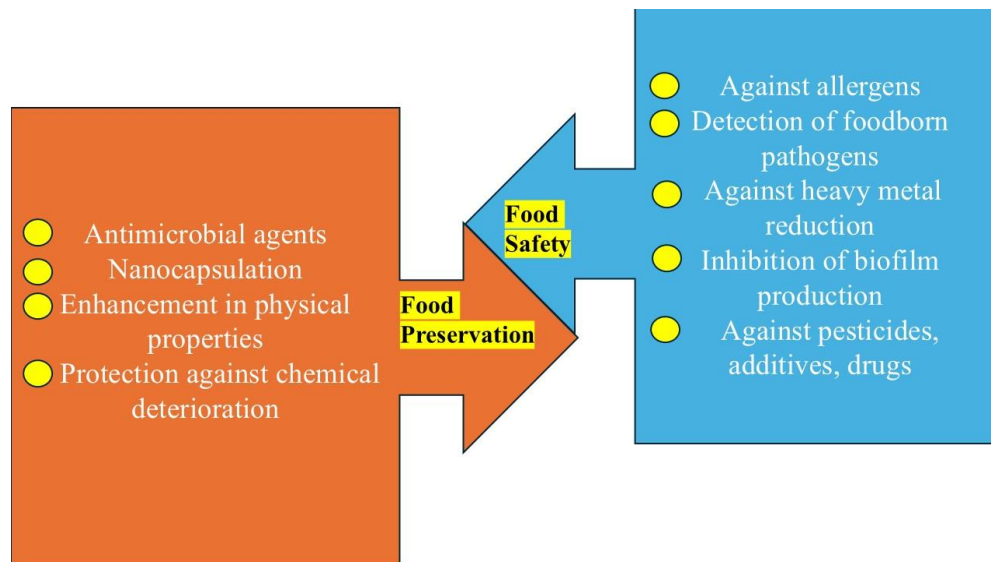 Antimicrobial agents
Nanocapsulation
Enhancement in physical
properties
Protection against chemical
deterioration
Food
Preservation
Food
Safety
Against allergens
Detection of foodborn
pathogens
Against heavy metal
reduction
Inhibition of biofilm
production
Against pesticides,
additives, drugs